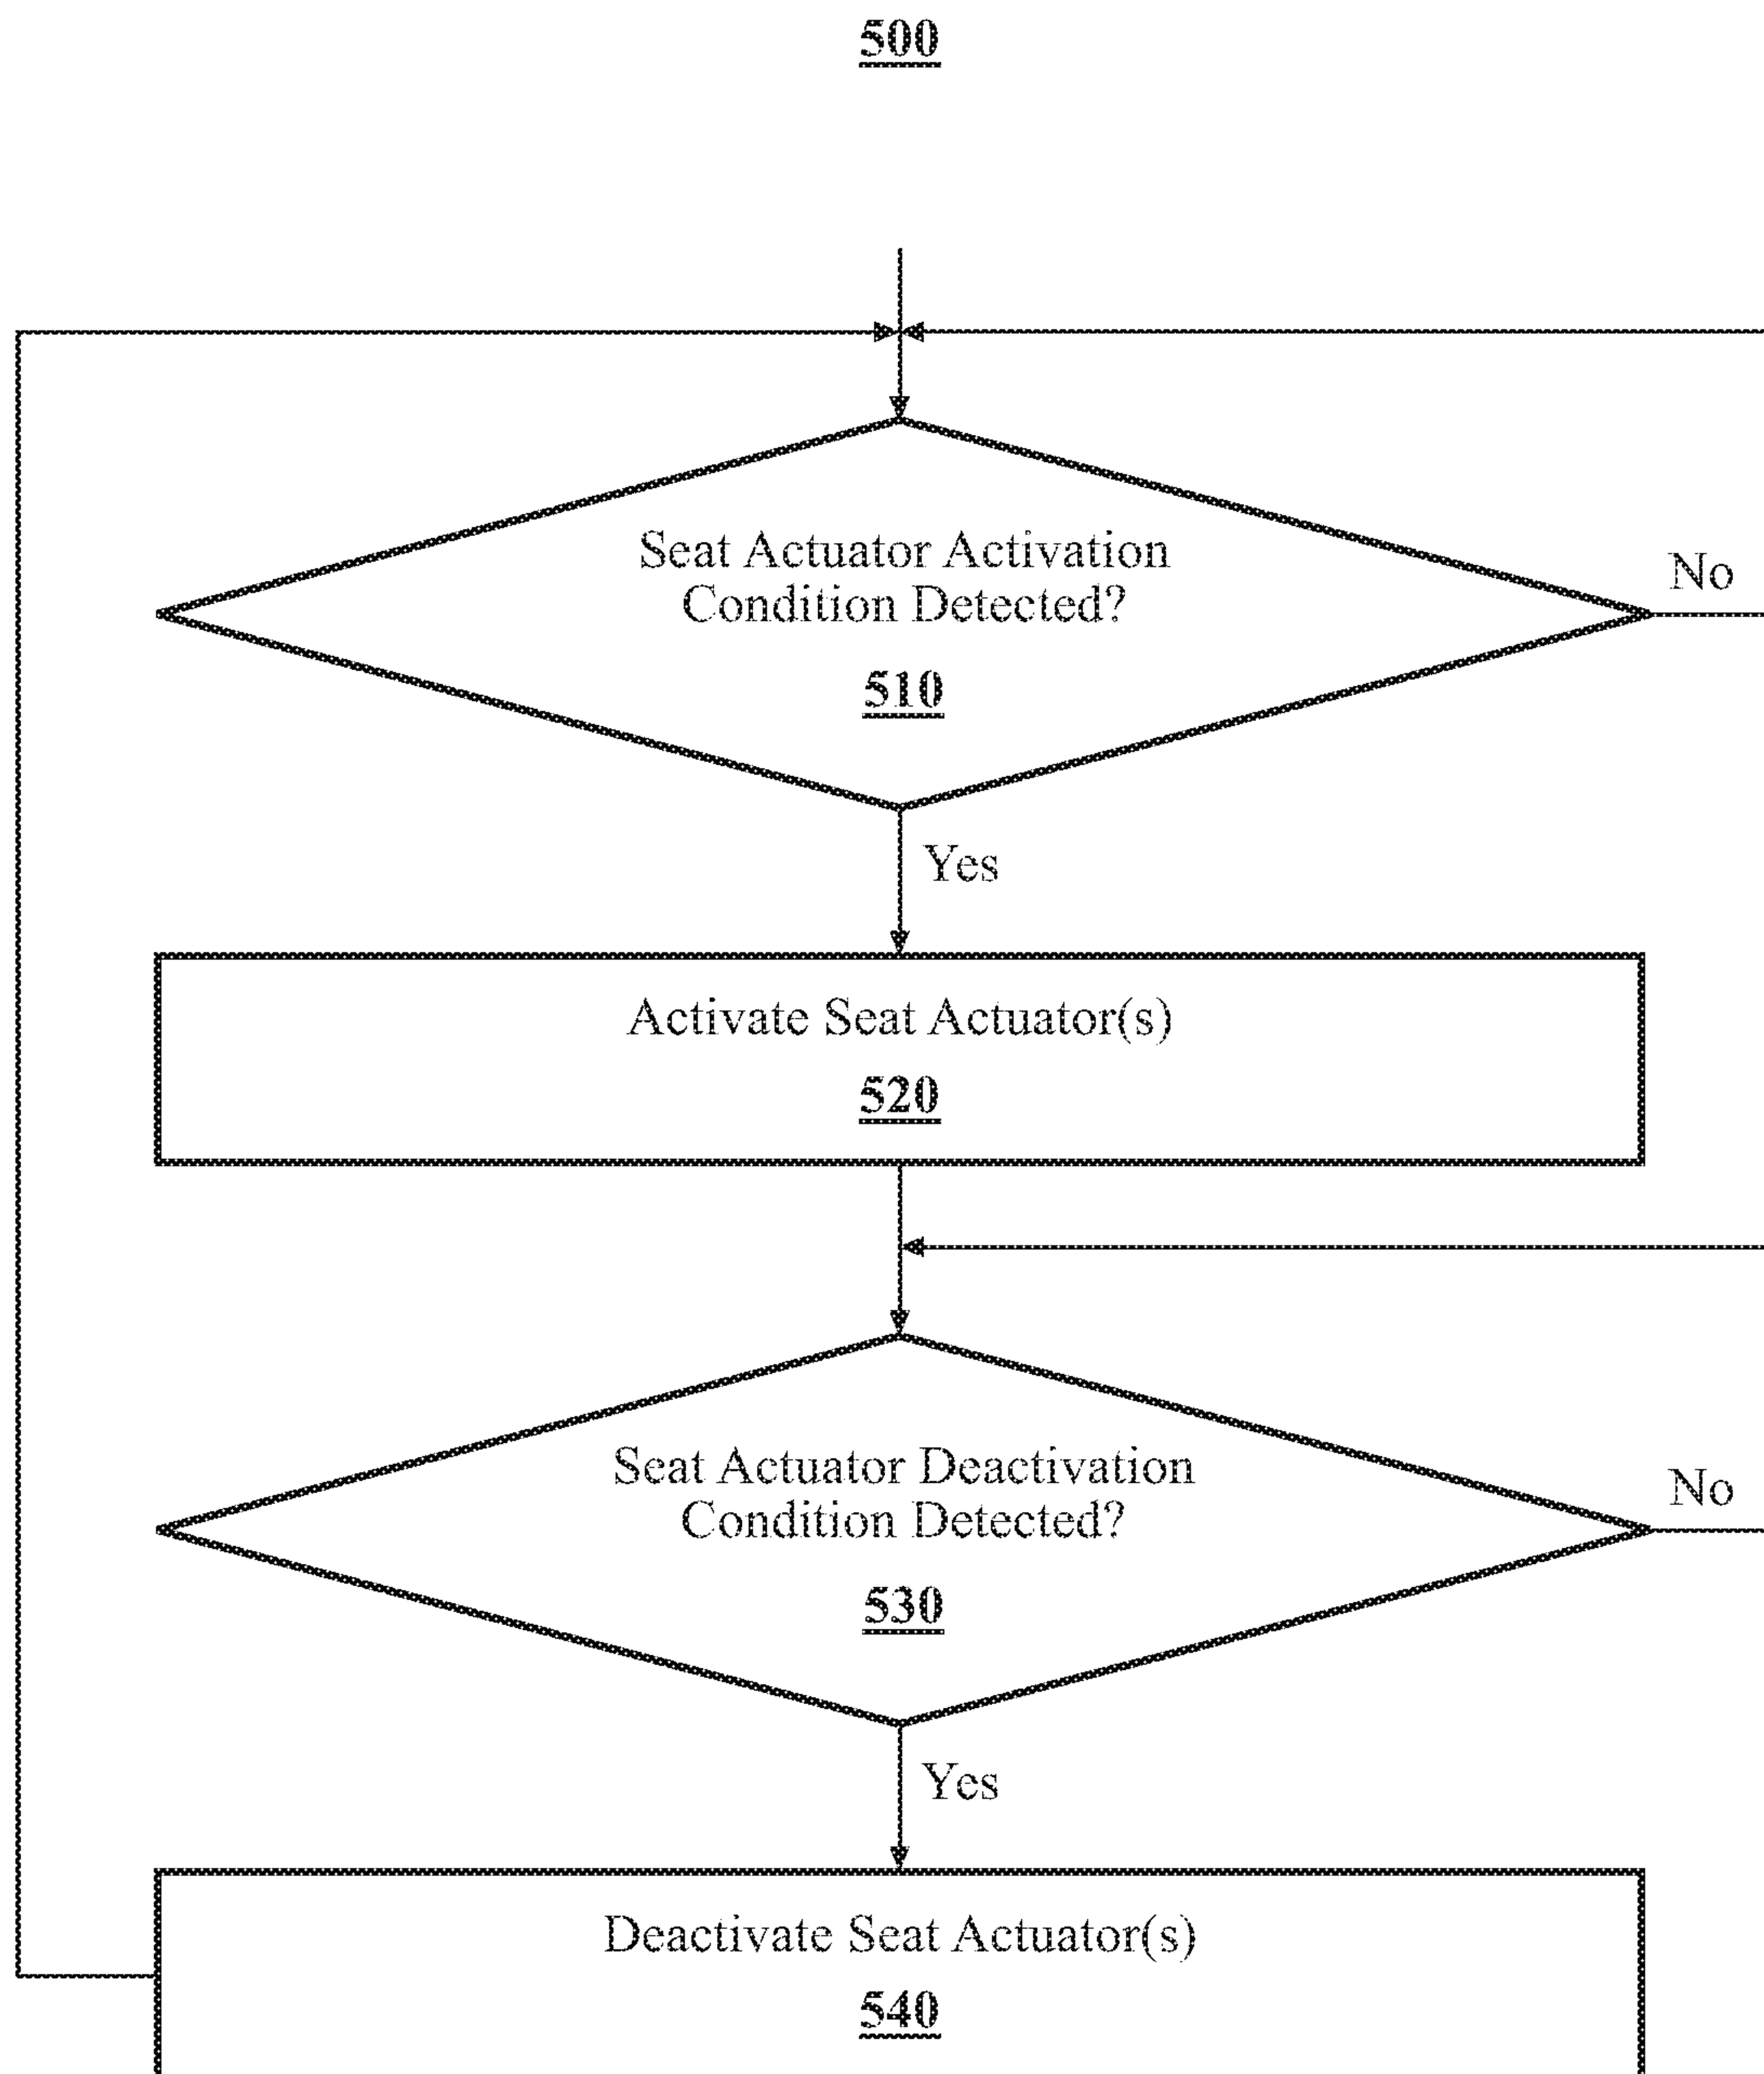 500
Seat Actuator Activation
Condition Detected?
No
510
Yes
Activate Seat Actuator(s)
520
Seat Actuator Deactivation
Condition Detected?
No
530
Yes
Deactivate Seat Actuator(s)
540